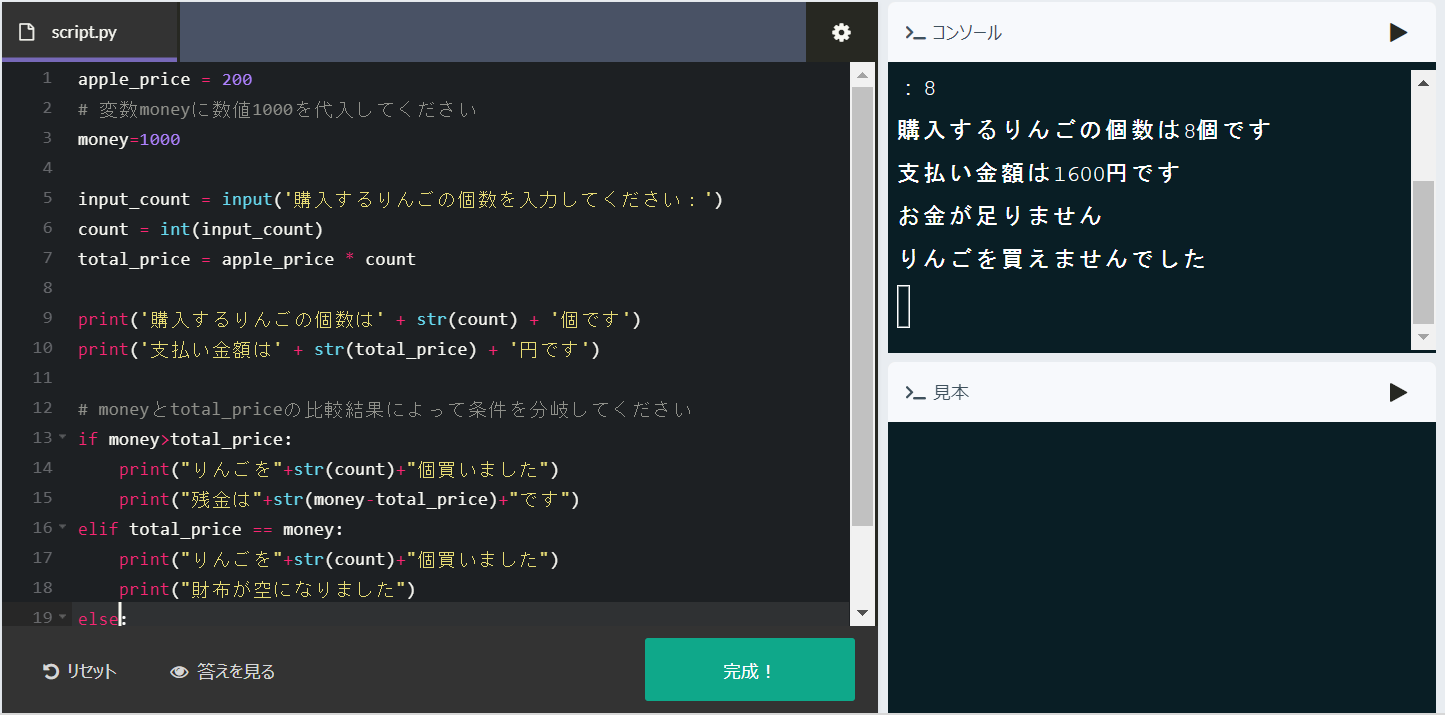 script.py
1 apple_price = 200
2 # 変数moneyに数値1000を代入してください
3 money=1000
4
5 input_count = input('購入するりんごの個数を入力してください：')
6 count = int(input_count)
7 total_price = apple_price * count
8
9 print('購入するりんごの個数は' + str(count) + '個です')
10 print('支払い金額は' + str(total_price) + '円です')
11
12 # moneyとtotal_priceの比較結果によって条件を分岐してください
13 if money>total_price:
14     print("りんごを"+str(count)+"個買いました")
15     print("残金は"+str(money-total_price)+"です")
16 elif total_price == money:
17     print("りんごを"+str(count)+"個買いました")
18     print("財布が空になりました")
19 else:
リセット
答えを見る
完成！
コンソール
：8
購入するりんごの個数は8個です
支払い金額は1600円です
お金が足りません
りんごを買えませんでした
見本